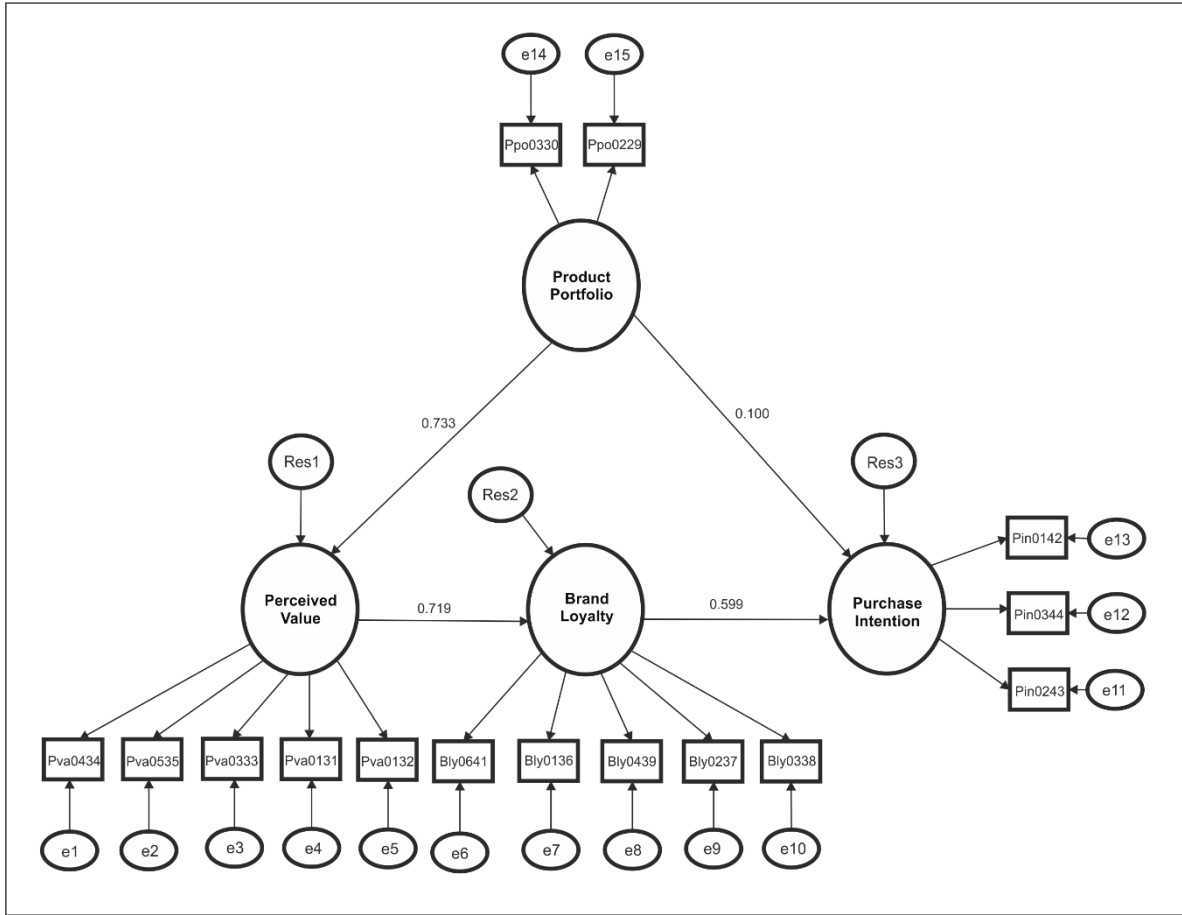 e14
e15
Ppo0330
Ppo0229
Product
Portfolio
0.733
0.100
Res1
Res2
Res3
Pin0142
e13
Perceived
Value
0.719
Brand
Loyalty
0.599
Purchase
Intention
Pin0344
e12
Pin0243
e11
Pva0434
Pva0535
Pva0333
Pva0131
Pva0132
Bly0641
Bly0136
Bly0439
Bly0237
Bly0338
e1
e2
e3
e4
e5
e6
e7
e8
e9
e10